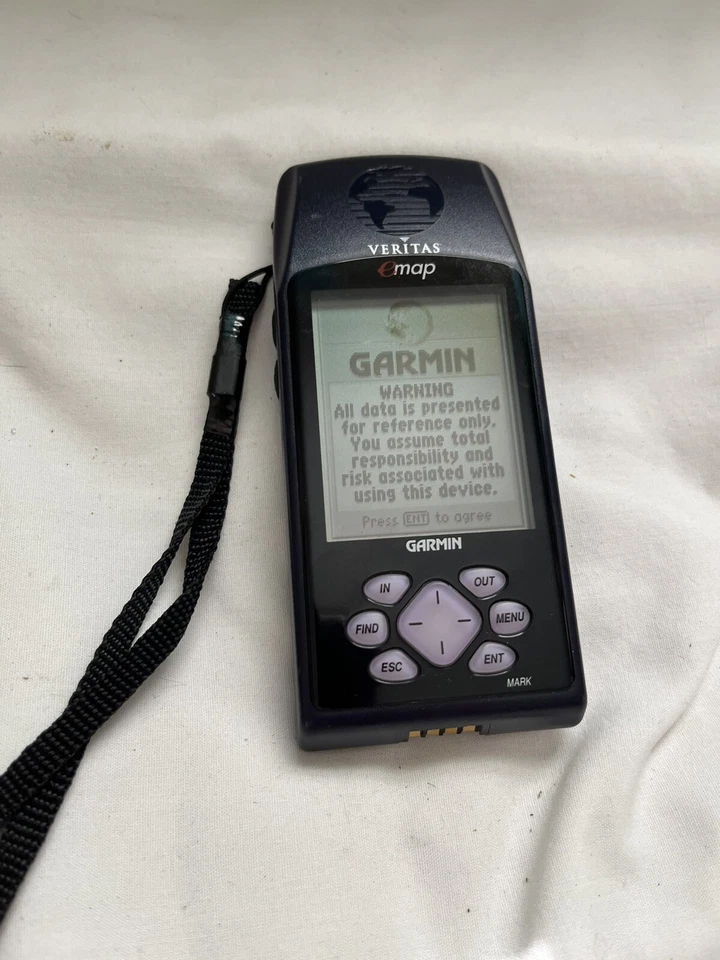 VERITAS
emap
GARMIN
WARNING
All data is presented
for reference only.
You assume total
responsibility and
risk associated with
using this device.
Press ENT to agree
GARMIN
IN
OUT
FIND
MENU
ESC
ENT
MARK